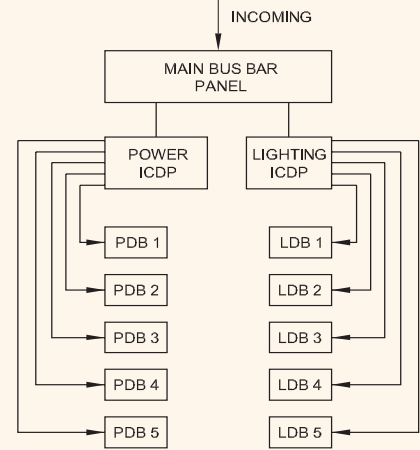 INCOMING
MAIN BUS BAR
PANEL
POWER
ICDP
LIGHTING
ICDP
PDB 1
LDB 1
PDB 2
LDB 2
PDB 3
LDB 3
PDB 4
LDB 4
PDB 5
LDB 5